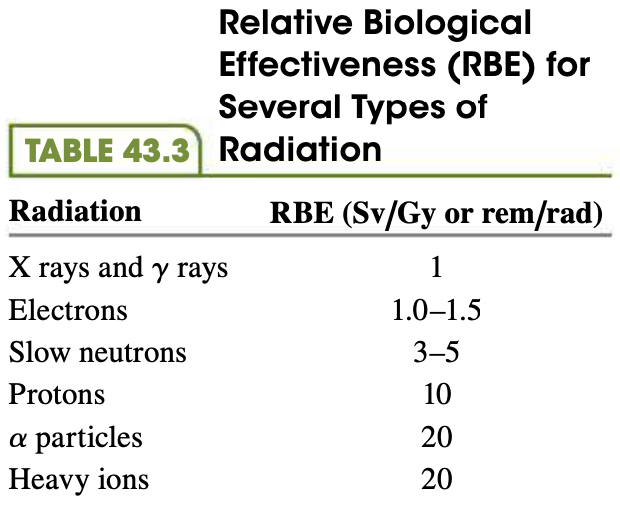 TABLE 43.3
Relative Biological
Effectiveness (RBE) for
Several Types of
Radiation
Radiation RBE (Sv/Gy or rem/rad)
X rays and γ rays 1
Electrons 1.0–1.5
Slow neutrons 3–5
Protons 10
α particles 20
Heavy ions 20